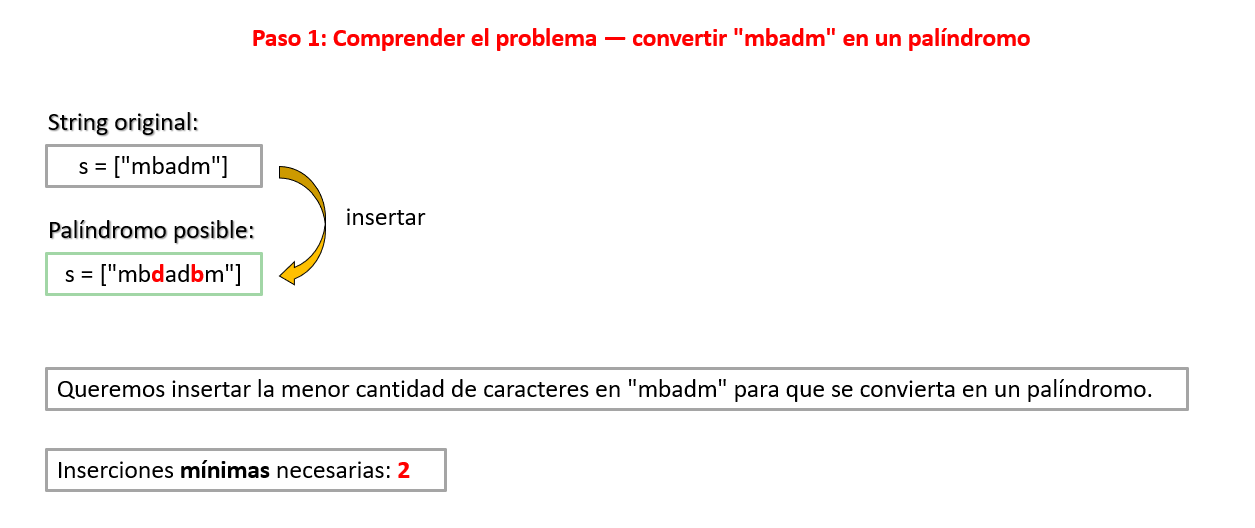 Paso 1: Comprender el problema — convertir "mbadm" en un palíndromo
String original:
s = ["mbadm"]
insertar
Palíndromo posible:
s = ["mbdadbm"]
Queremos insertar la menor cantidad de caracteres en "mbadm" para que se convierta en un palíndromo.
Inserciones mínimas necesarias: 2